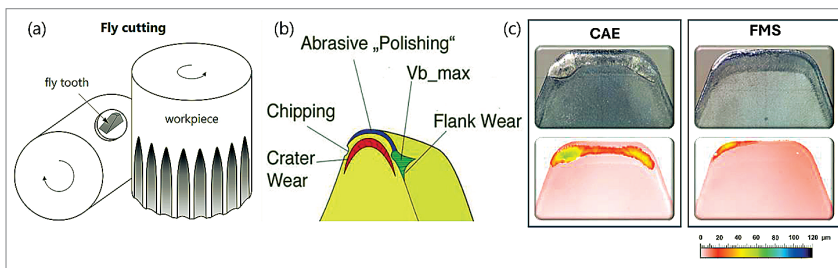 (a)
Fly cutting
fly tooth
workpiece
(b)
Abrasive „Polishing“
Vb_max
Chipping
Flank Wear
Crater
Wear
(c)
CAE
FMS
0 20 40 60 80 100 120 µm